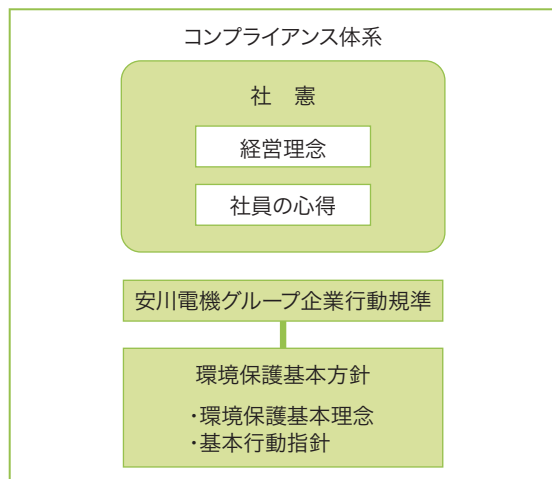 コンプライアンス体系
社　憲
経営理念
社員の心得
安川電機グループ企業行動規準
環境保護基本方針
・環境保護基本理念
・基本行動指針